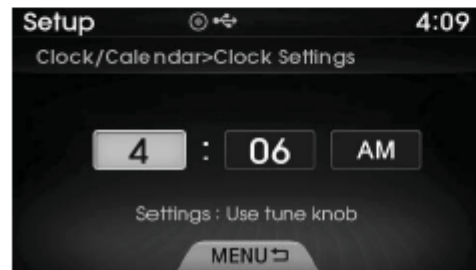 Setup 4:09
Clock/Calendar>Clock Settings
4 : 06 AM
Settings : Use tune knob
MENU